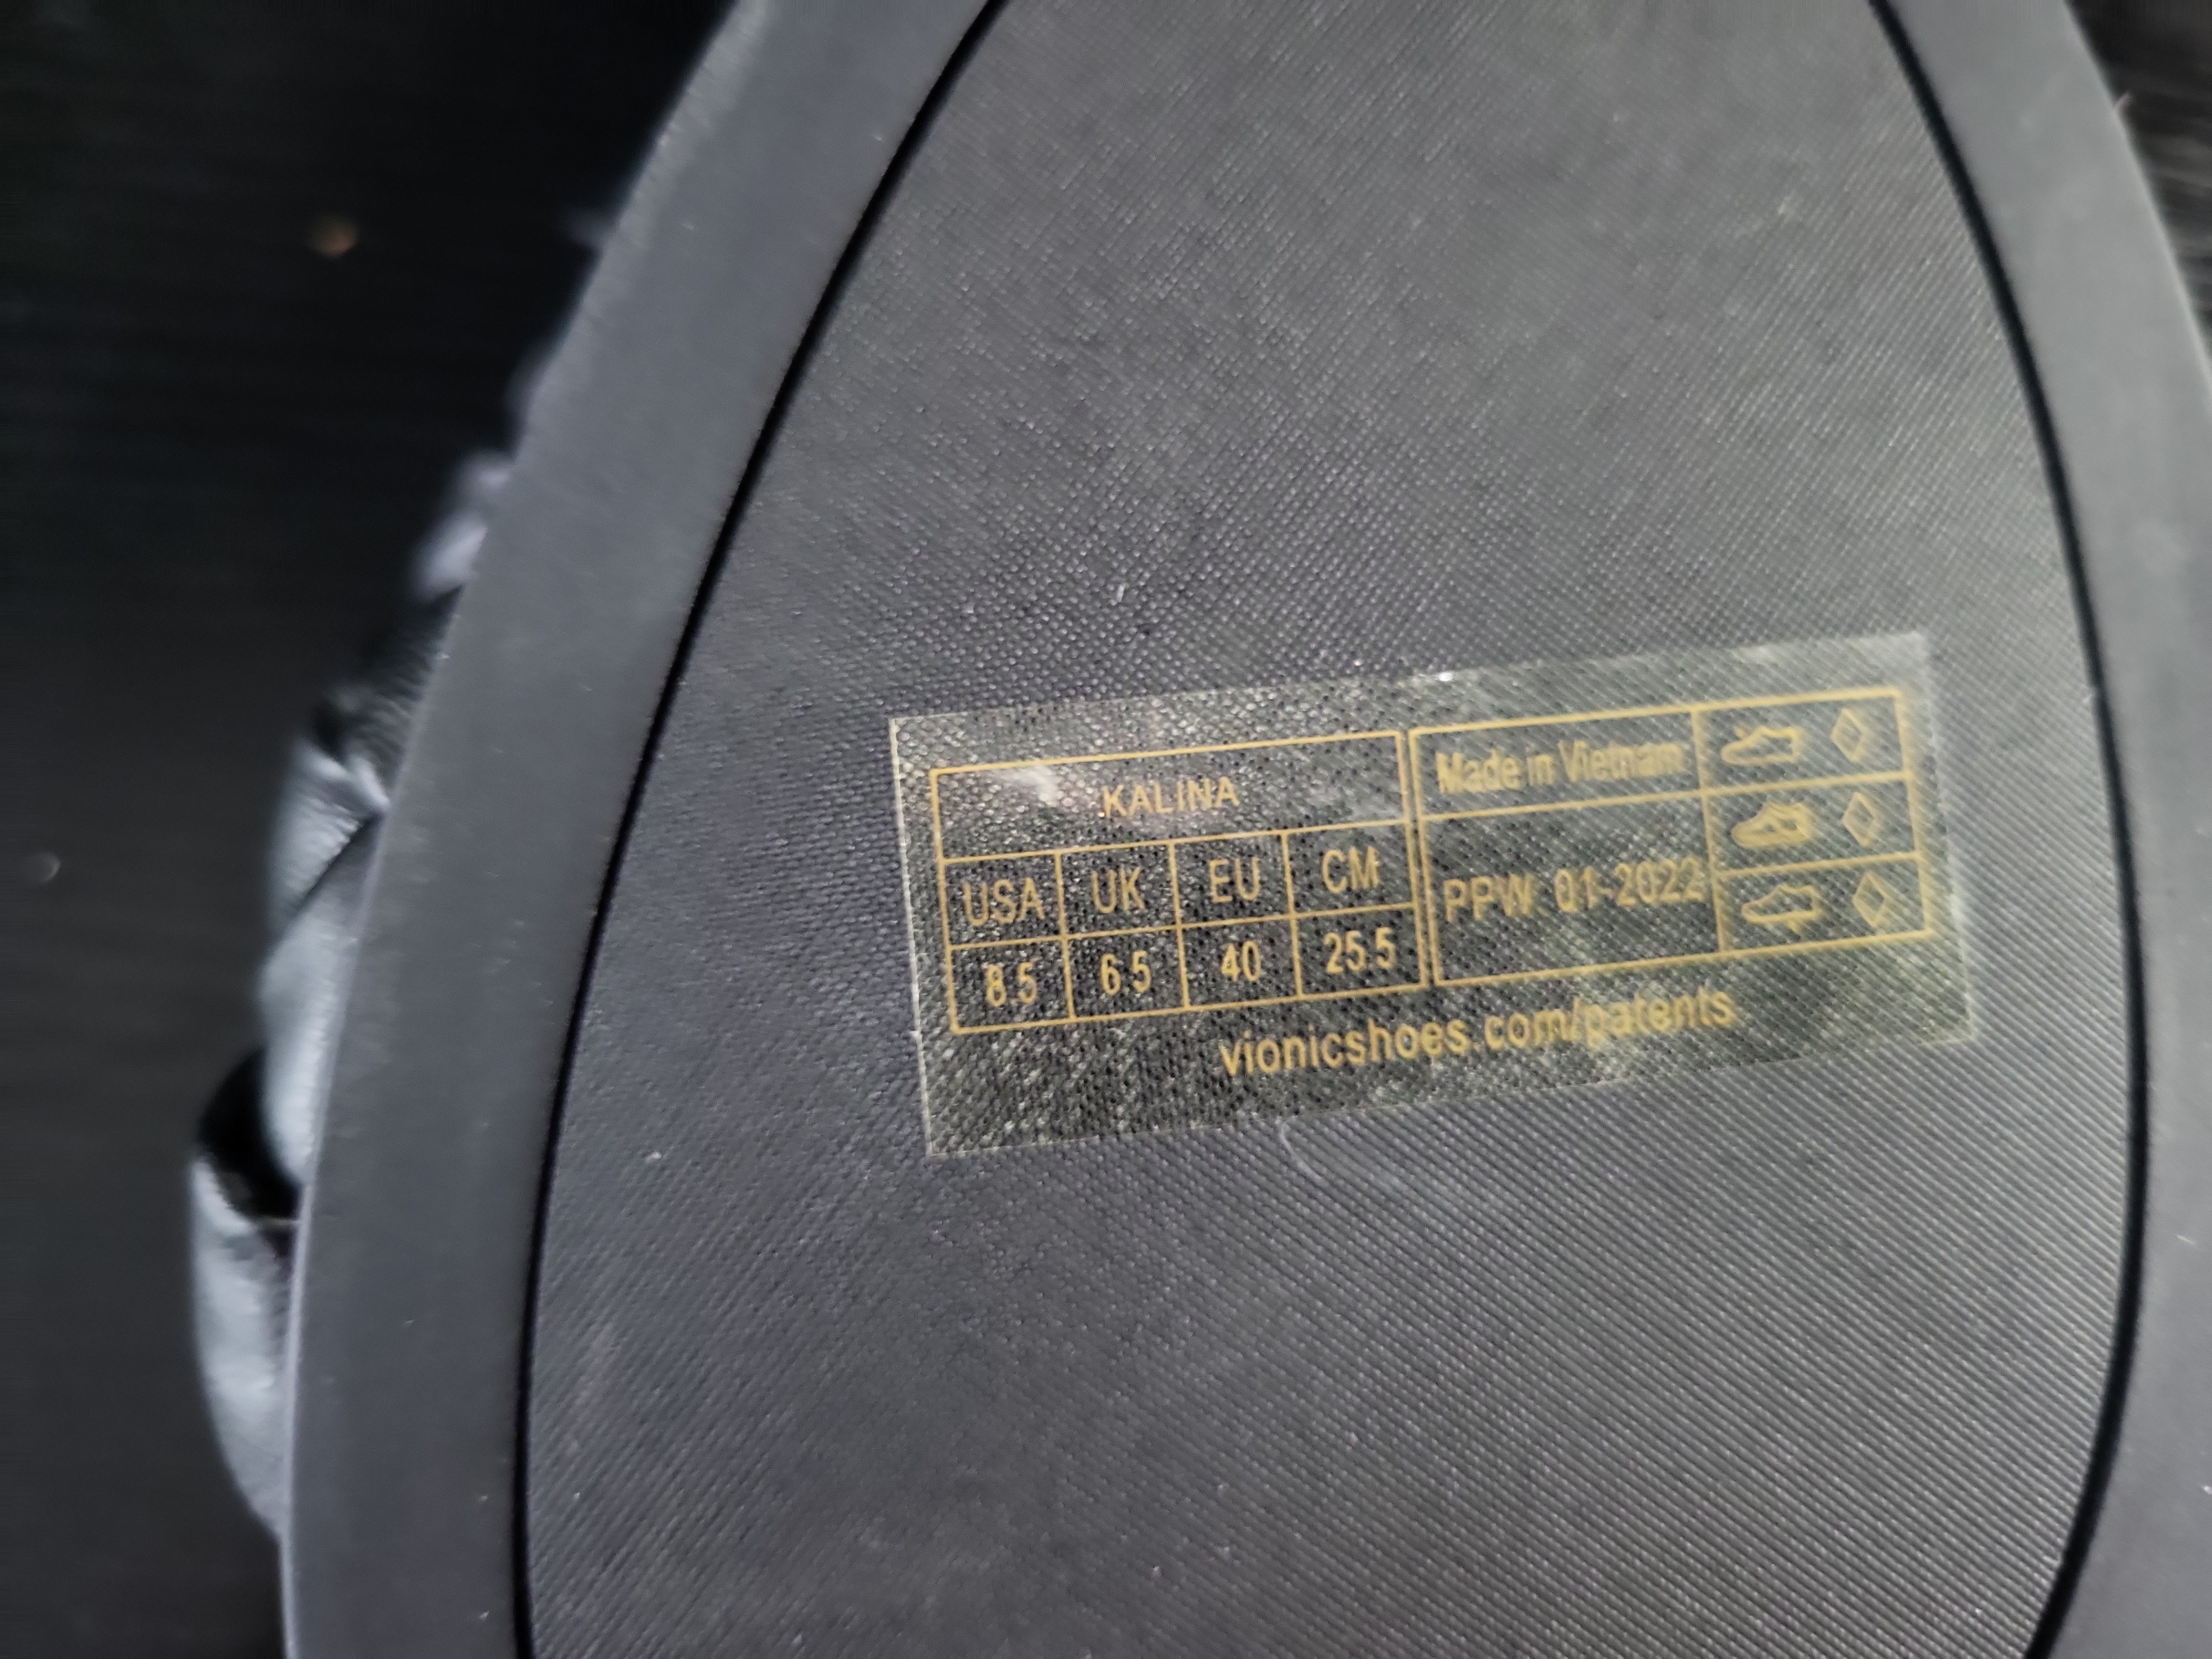 KALINA
USA UK EU CM
8.5 6.5 40 25.5
Made in Vietnam
PPW 01-2022
vionicshoes.com/patents